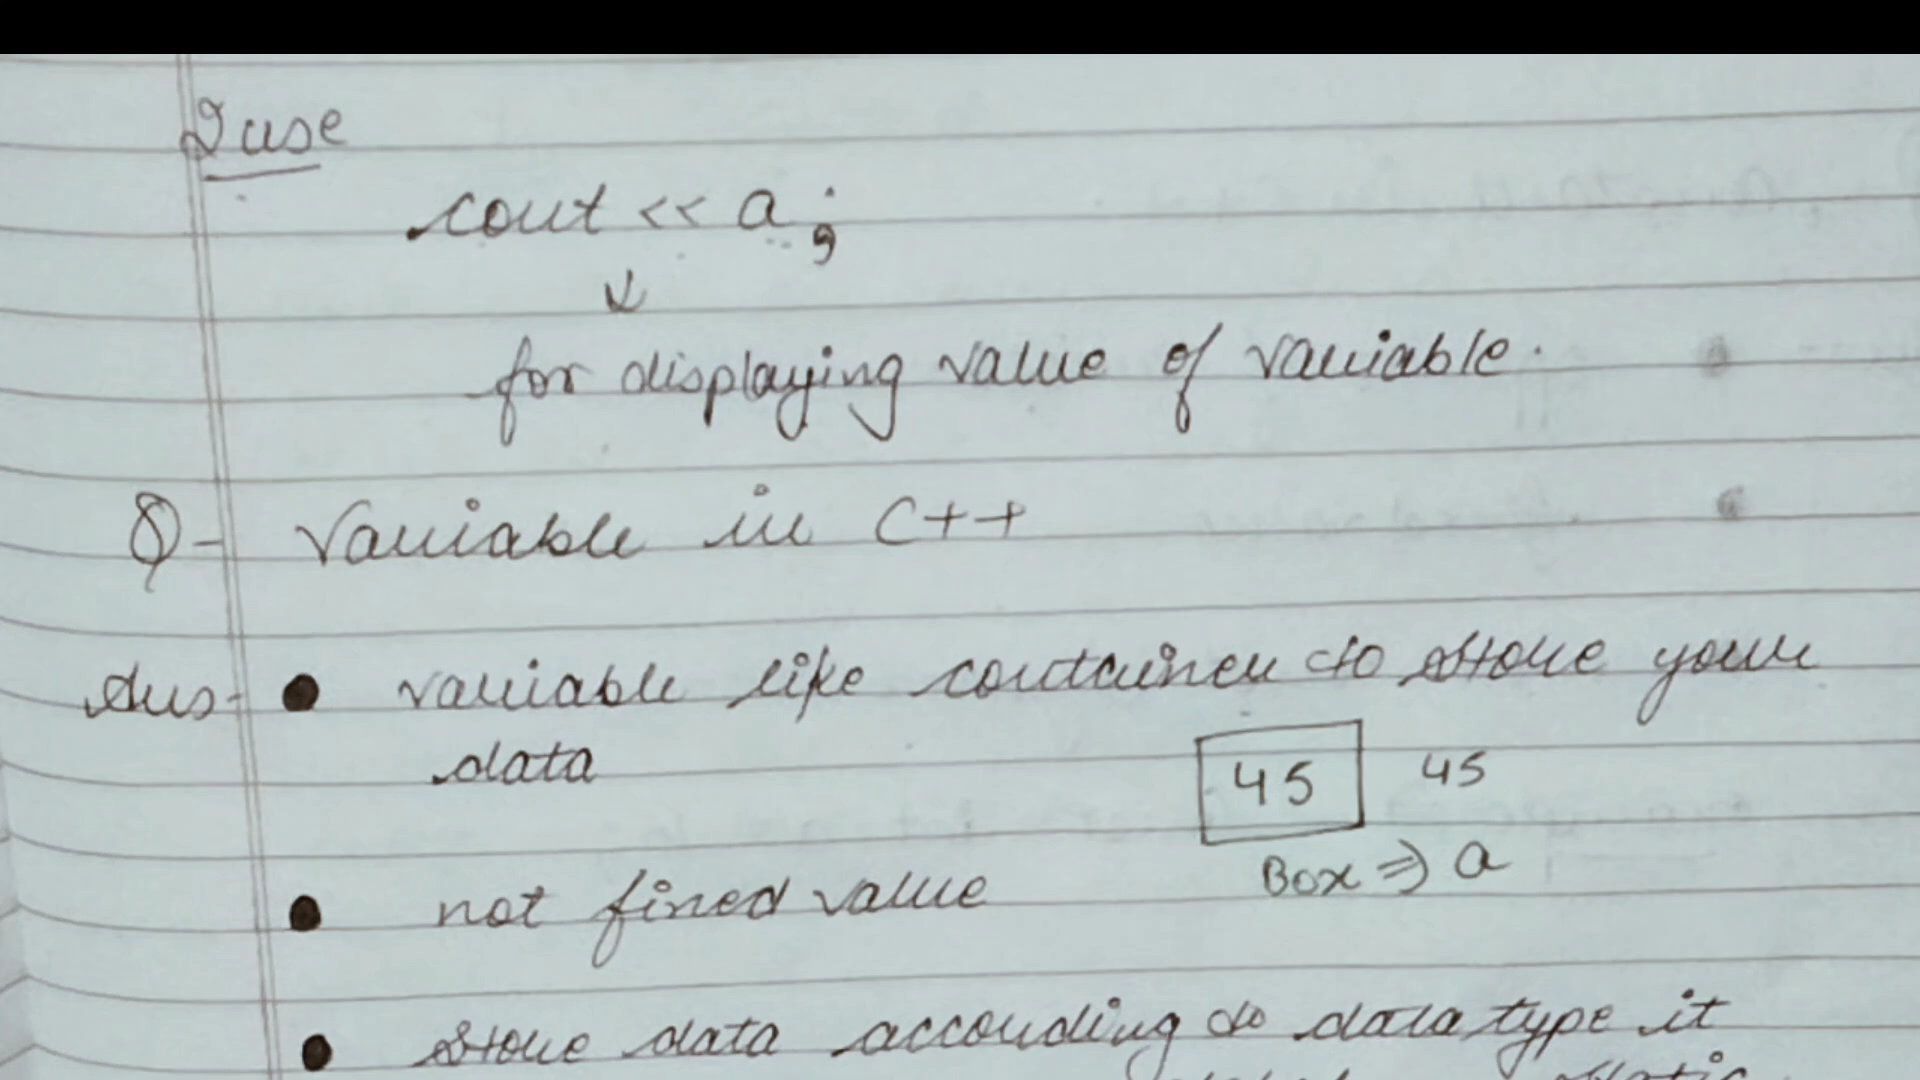 Q use
cout << a ;
for displaying value of variable.
Q- Variable in C++
Ans- ● variable like container to store your
data
45 45
Box ⇒ a
● not fixed value
● store data according to data type it
static